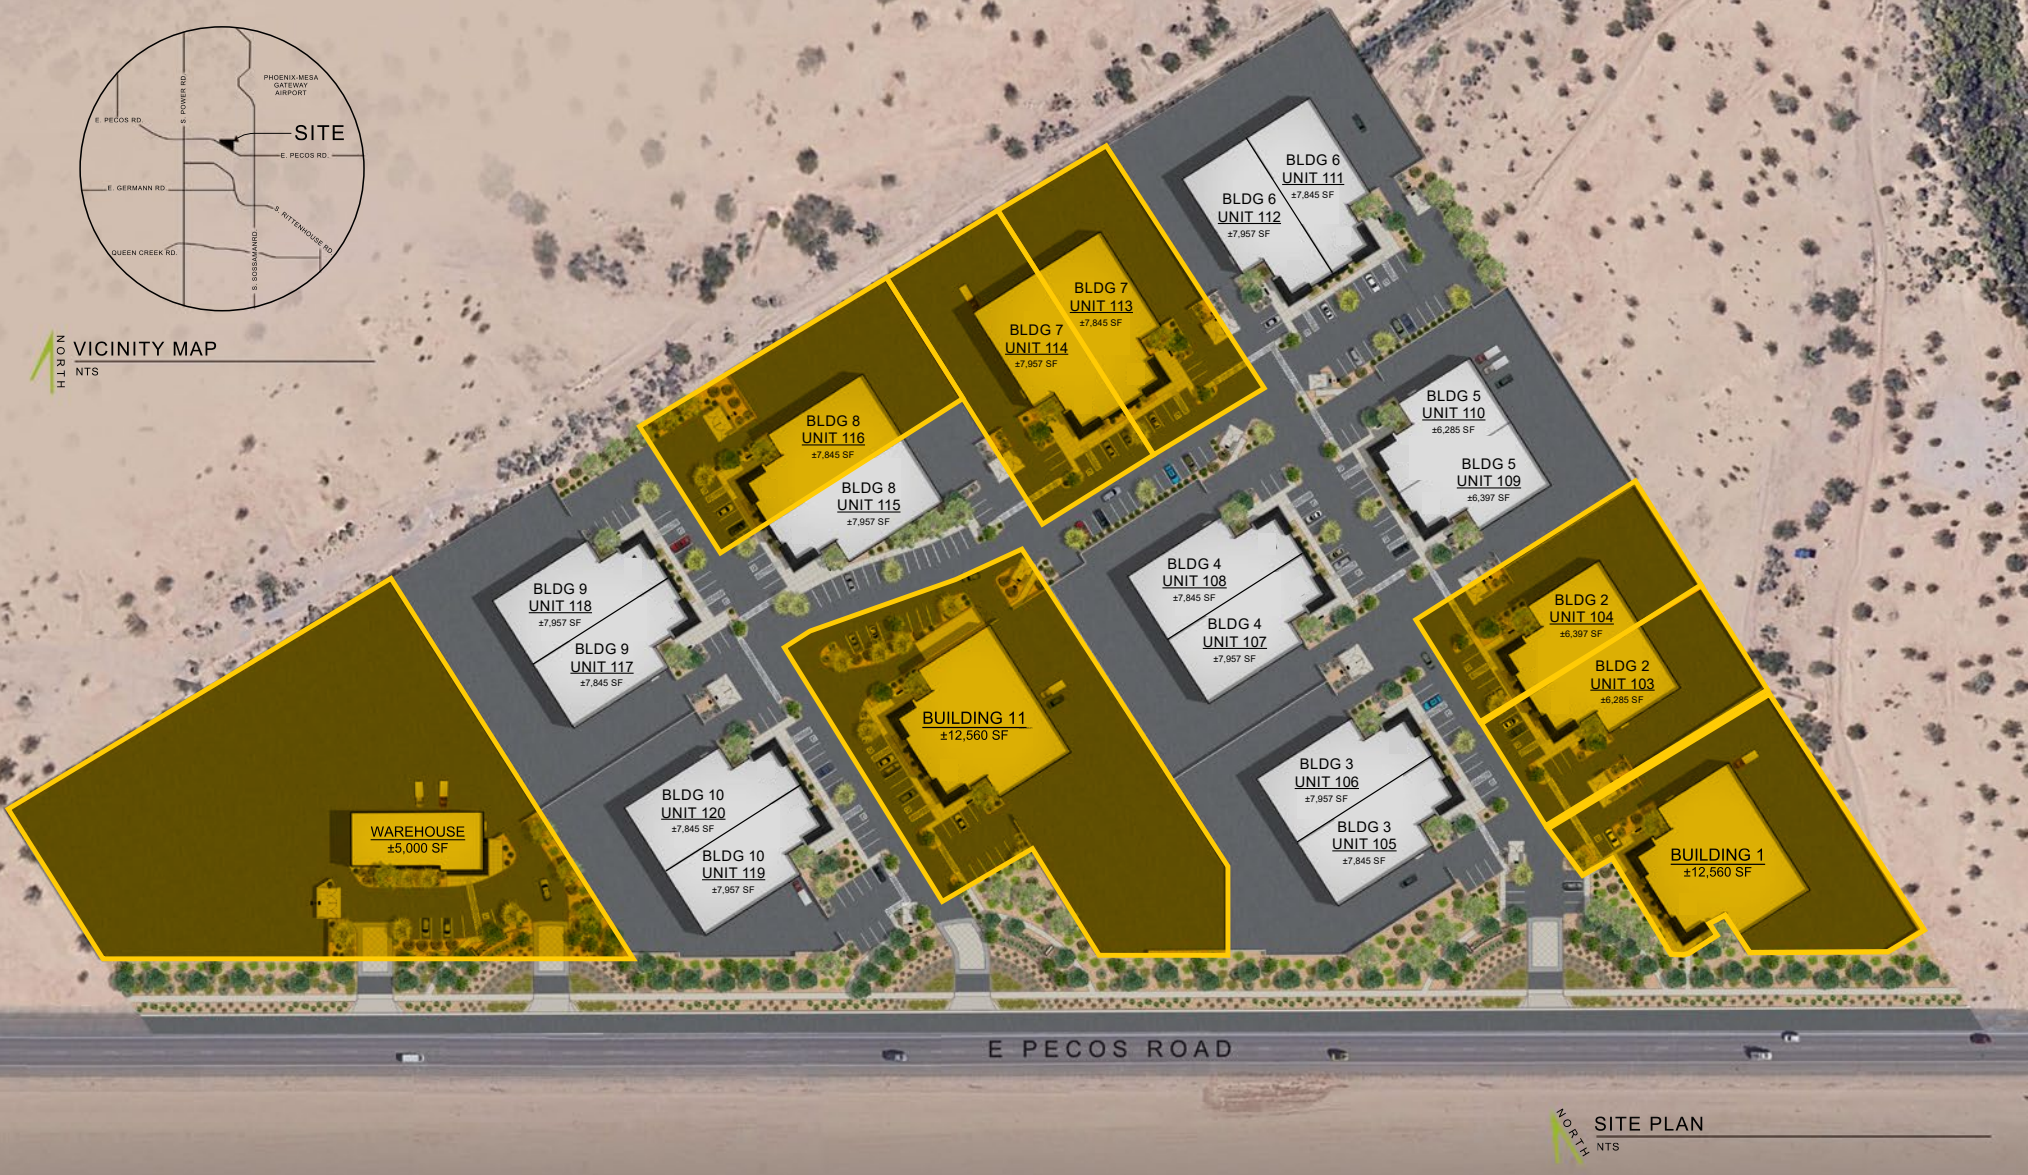 PHOENIX-MESA
GATEWAY
AIRPORT
S. POWER RD.
E. PECOS RD.
SITE
E. PECOS RD.
E. GERMANN RD.
S. RITTENHOUSE RD.
QUEEN CREEK RD.
S. SOSSAMAN RD.
NORTH
VICINITY MAP
NTS
BLDG 6
UNIT 111
±7,845 SF
BLDG 6
UNIT 112
±7,957 SF
BLDG 7
UNIT 113
±7,845 SF
BLDG 7
UNIT 114
±7,957 SF
BLDG 8
UNIT 116
±7,845 SF
BLDG 8
UNIT 115
±7,957 SF
BLDG 5
UNIT 110
±6,285 SF
BLDG 5
UNIT 109
±6,397 SF
BLDG 9
UNIT 118
±7,957 SF
BLDG 9
UNIT 117
±7,845 SF
BLDG 4
UNIT 108
±7,845 SF
BLDG 4
UNIT 107
±7,957 SF
BLDG 2
UNIT 104
±6,397 SF
BLDG 2
UNIT 103
±6,285 SF
BUILDING 11
±12,560 SF
BLDG 3
UNIT 106
±7,957 SF
BLDG 3
UNIT 105
±7,845 SF
BLDG 10
UNIT 120
±7,845 SF
BLDG 10
UNIT 119
±7,957 SF
WAREHOUSE
±5,000 SF
BUILDING 1
±12,560 SF
E PECOS ROAD
NORTH
SITE PLAN
NTS